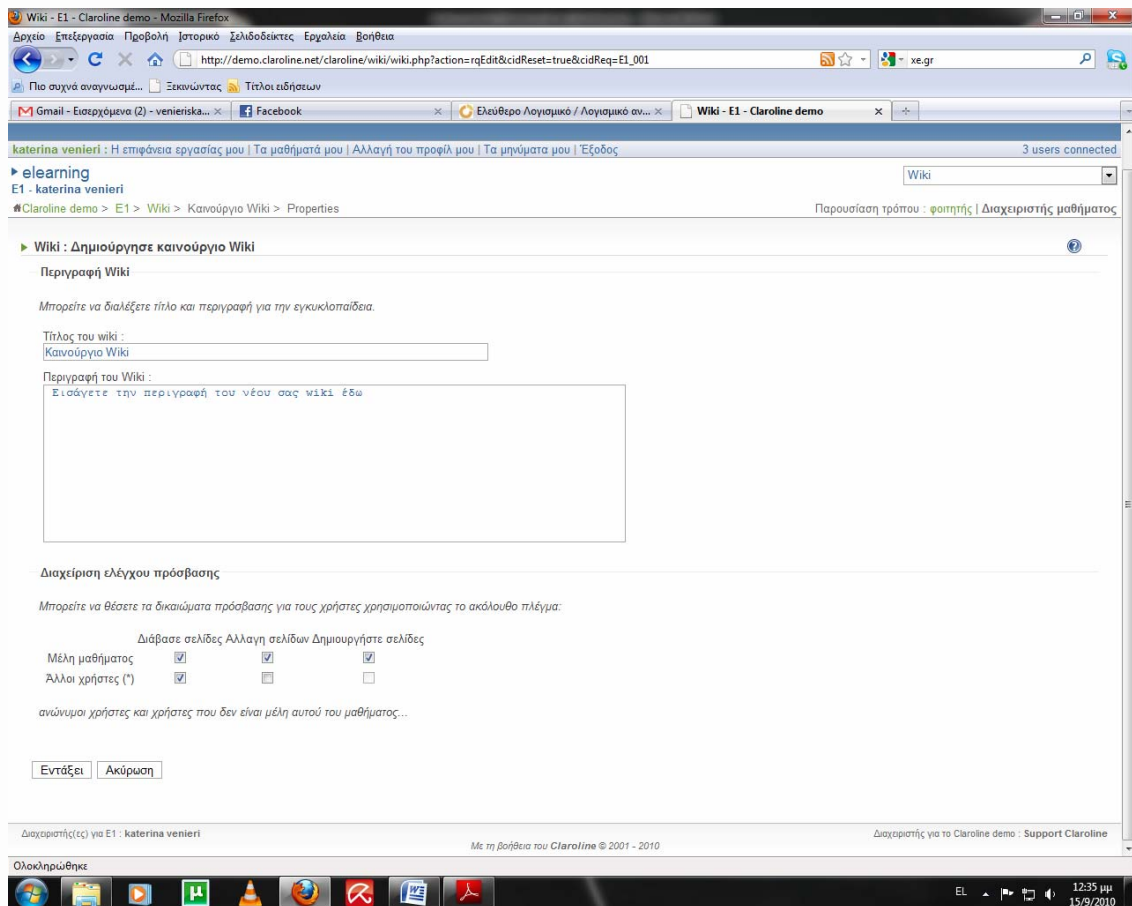 Wiki - E1 - Claroline demo - Mozilla Firefox
Αρχείο Επεξεργασία Προβολή Ιστορικό Σελιδοδείκτες Εργαλεία Βοήθεια
http://demo.claroline.net/claroline/wiki/wiki.php?action=rqEdit&cidReset=true&cidReq=E1_001 xe.gr
Πιο συχνά αναγνωσμέ... Ξεκινώντας Τίτλοι ειδήσεων
Gmail - Εισερχόμενα (2) - venieriska... Facebook Ελεύθερο Λογισμικό / Λογισμικό αν... Wiki - E1 - Claroline demo
katerina venieri : Η επιφάνεια εργασίας μου | Τα μαθήματά μου | Αλλαγή του προφίλ μου | Τα μηνύματα μου | Έξοδος 3 users connected
elearning Wiki
E1 - katerina venieri
Claroline demo > E1 > Wiki > Καινούργιο Wiki > Properties Παρουσίαση τρόπου : φοιτητής | Διαχειριστής μαθήματος
Wiki : Δημιούργησε καινούργιο Wiki
Περιγραφή Wiki
Μπορείτε να διαλέξετε τίτλο και περιγραφή για την εγκυκλοπαίδεια.
Τίτλος του wiki :
Καινούργιο Wiki
Περιγραφή του Wiki :
Εισάγετε την περιγραφή του νέου σας wiki έδω
Διαχείριση ελέγχου πρόσβασης
Μπορείτε να θέσετε τα δικαιώματα πρόσβασης για τους χρήστες χρησιμοποιώντας το ακόλουθο πλέγμα:
Διάβασε σελίδες Αλλαγη σελίδων Δημιουργήστε σελίδες
Μέλη μαθήματος
Άλλοι χρήστες (*)
ανώνυμοι χρήστες και χρήστες που δεν είναι μέλη αυτού του μαθήματος...
Εντάξει Ακύρωση
Διαχειριστής(ες) για E1 : katerina venieri Διαχειριστής για το Claroline demo : Support Claroline
Με τη βοήθεια του Claroline © 2001 - 2010
Ολοκληρώθηκε
EL 12:35 μμ
15/9/2010